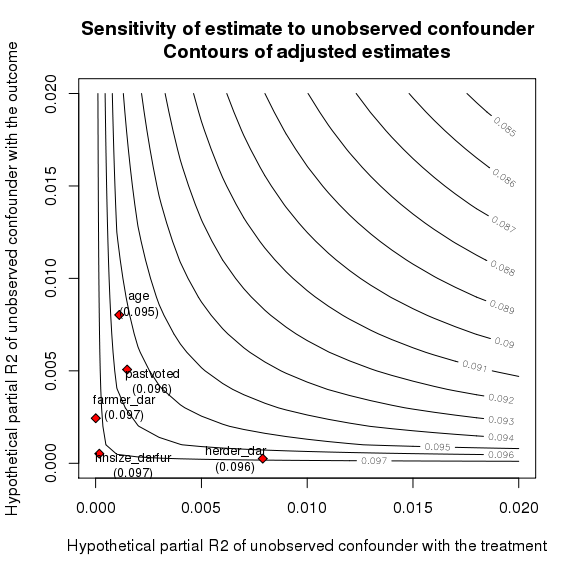 Sensitivity of estimate to unobserved confounder
Contours of adjusted estimates
Hypothetical partial R2 of unobserved confounder with the outcome
0.020
0.015
0.010
0.005
0.000
0.085
0.086
0.087
0.088
0.089
0.09
0.091
0.092
0.093
0.094
0.095
0.096
0.097
age
(0.095)
pastvoted
(0.096)
farmer_dar
(0.097)
hhsize_darfur
(0.097)
herder_dar
(0.096)
0.000 0.005 0.010 0.015 0.020
Hypothetical partial R2 of unobserved confounder with the treatment